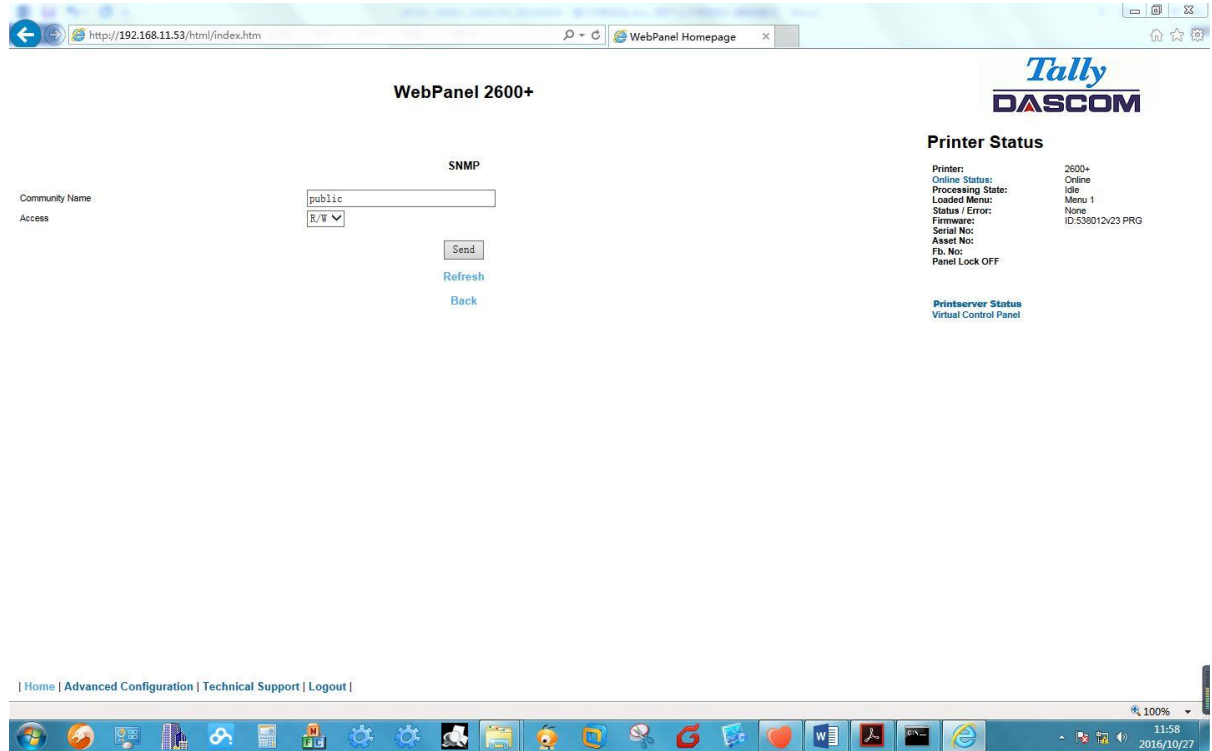 http://192.168.11.53/html/index.htm
WebPanel Homepage
WebPanel 2600+
Tally
DASCOM
SNMP
Community Name public
Access R/W
Send
Refresh
Back
Printer Status
Printer: 2600+
Online Status: Online
Processing State: Idle
Loaded Menu: Menu 1
Status / Error: None
Firmware: ID:538012v23 PRG
Serial No:
Asset No:
Fb. No:
Panel Lock OFF
Printserver Status
Virtual Control Panel
| Home | Advanced Configuration | Technical Support | Logout |
100%
11:58
2016/10/27